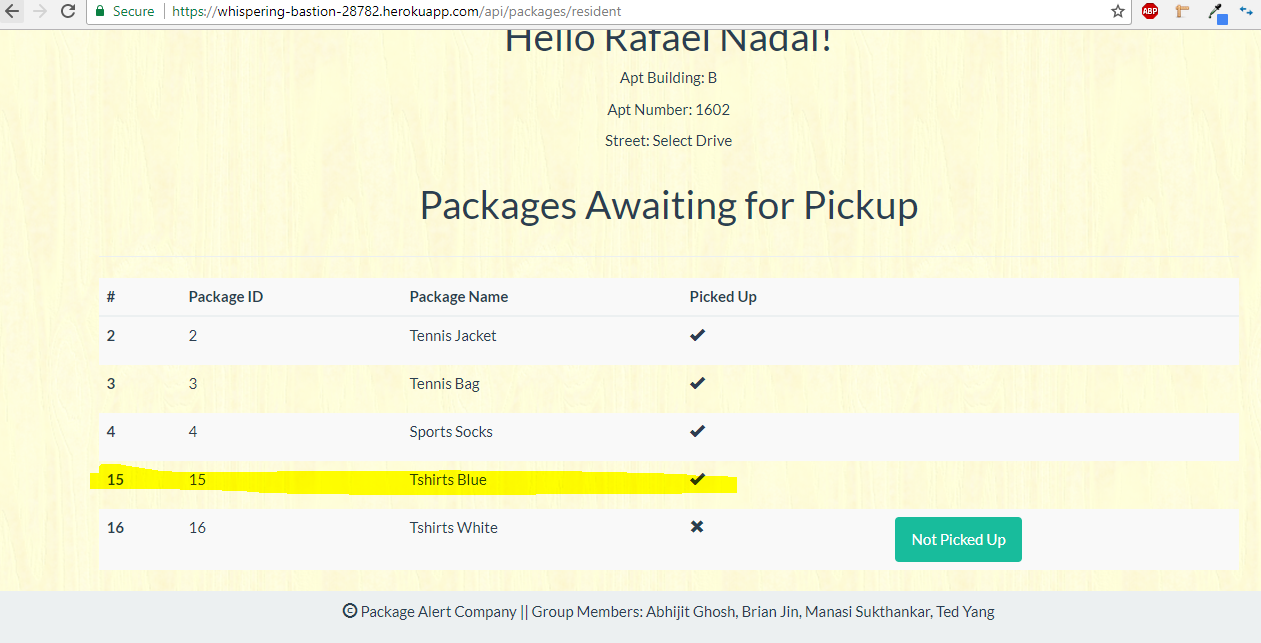 Secure https://whispering-bastion-28782.herokuapp.com/api/packages/resident ABP
Hello Rafael Nadal!
Apt Building: B
Apt Number: 1602
Street: Select Drive
Packages Awaiting for Pickup
# Package ID Package Name Picked Up
2 2 Tennis Jacket ✔
3 3 Tennis Bag ✔
4 4 Sports Socks ✔
15 15 Tshirts Blue ✔
16 16 Tshirts White ✖ Not Picked Up
© Package Alert Company || Group Members: Abhijit Ghosh, Brian Jin, Manasi Sukthankar, Ted Yang